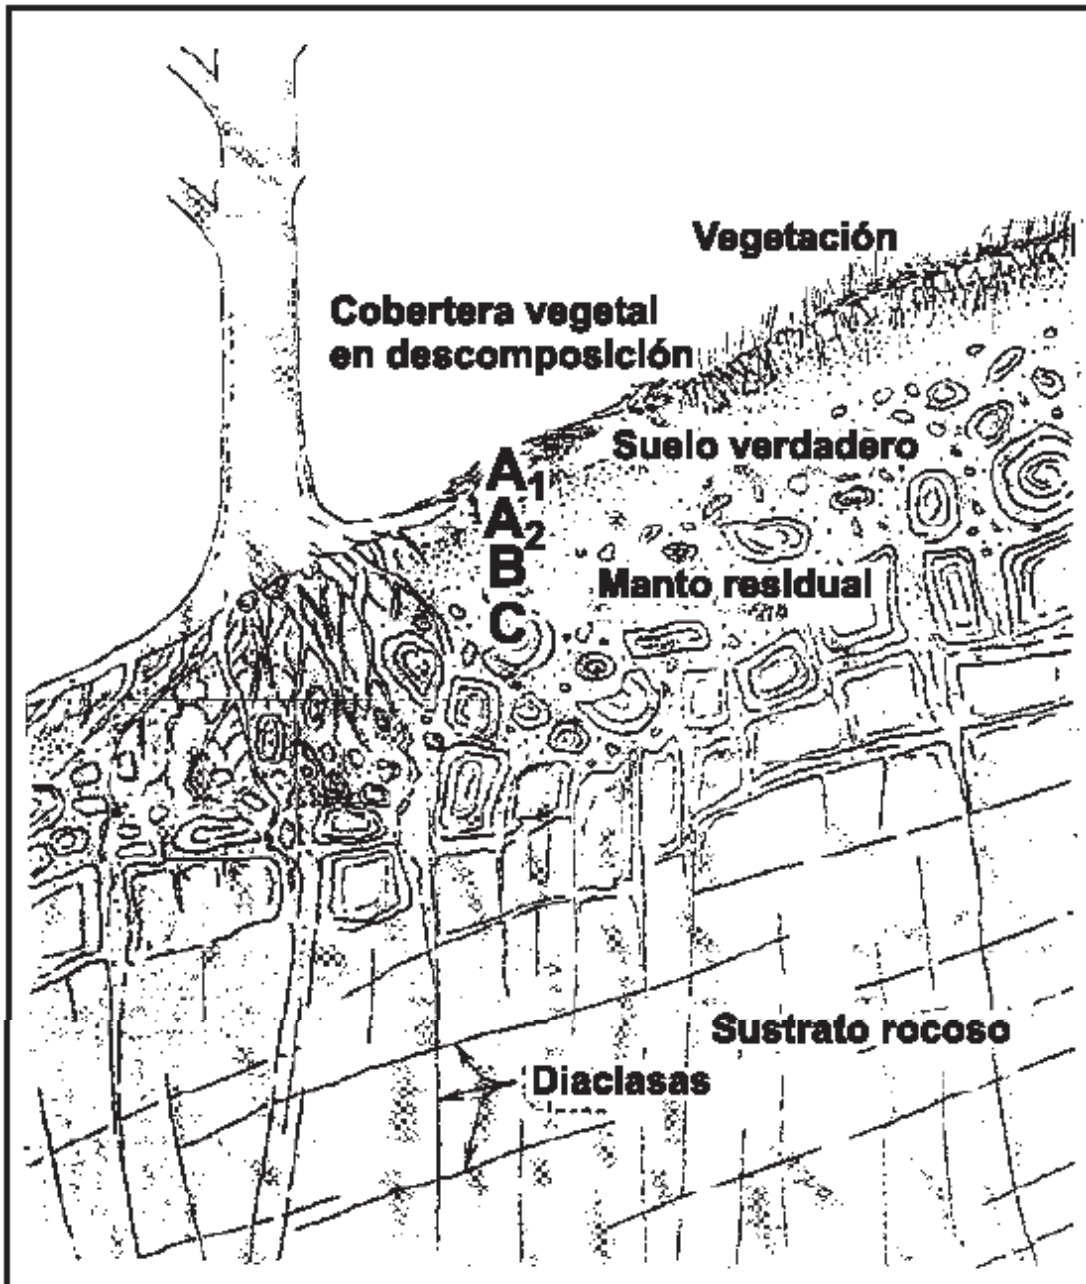 Vegetación
Cobertera vegetal
en descomposición
Suelo verdadero
A1
A2
B
Manto residual
C
Sustrato rocoso
Diaclasas